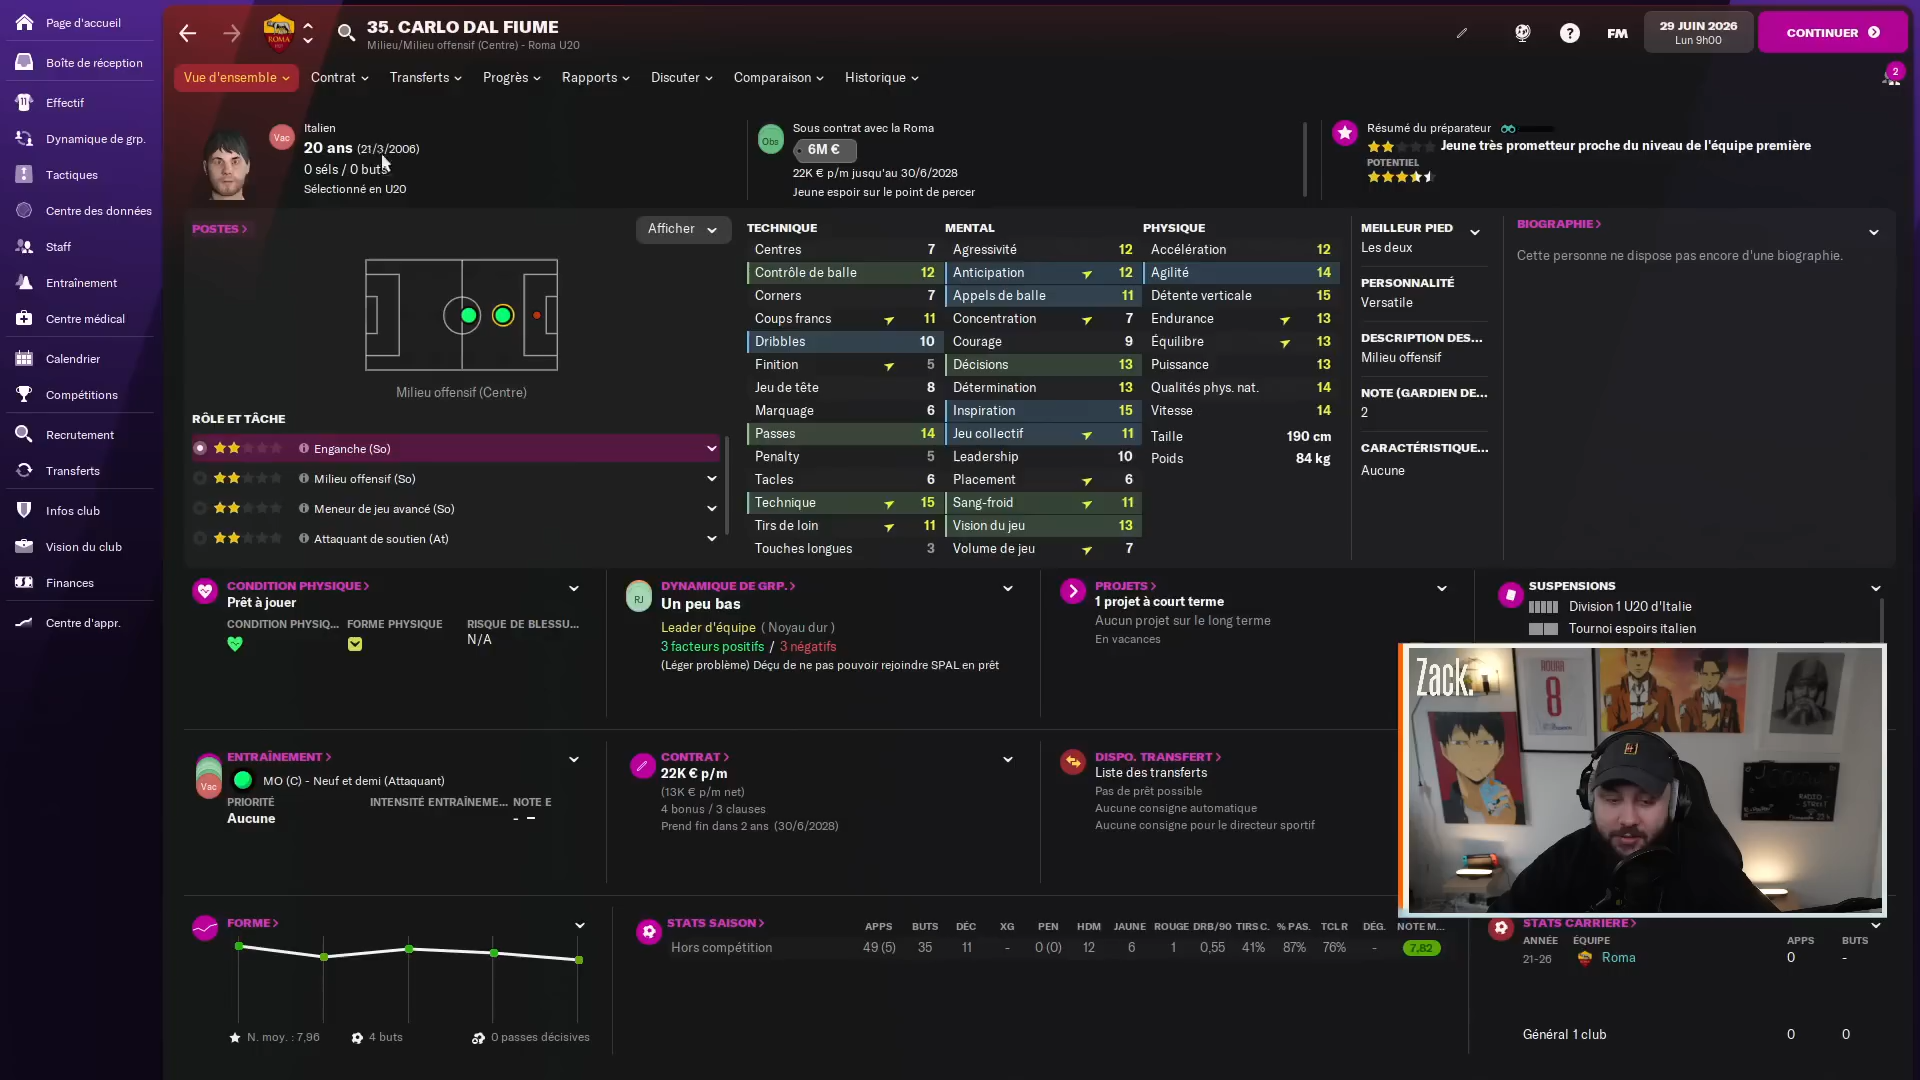 Page d'accueil
Boîte de réception
Effectif
Dynamique de grp.
Tactiques
Centre des données
Staff
Entraînement
Centre médical
Calendrier
Compétitions
Recrutement
Transferts
Infos club
Vision du club
Finances
Centre d'appr.
35. CARLO DAL FIUME
Milieu/Milieu offensif (Centre) - Roma U20
FM
29 JUIN 2026
Lun 9h00
CONTINUER
Vue d'ensemble
Contrat
Transferts
Progrès
Rapports
Discuter
Comparaison
Historique
2
Vac
Italien
20 ans (21/3/2006)
0 séls / 0 buts
Sélectionné en U20
Obs
Sous contrat avec la Roma
6M €
22K € p/m jusqu'au 30/6/2028
Jeune espoir sur le point de percer
Résumé du préparateur
Jeune très prometteur proche du niveau de l'équipe première
POTENTIEL
POSTES
Afficher
Milieu offensif (Centre)
RÔLE ET TÂCHE
Enganche (So)
Milieu offensif (So)
Meneur de jeu avancé (So)
Attaquant de soutien (At)
TECHNIQUE
Centres 7
Contrôle de balle 12
Corners 7
Coups francs 11
Dribbles 10
Finition 5
Jeu de tête 8
Marquage 6
Passes 14
Penalty 5
Tacles 6
Technique 15
Tirs de loin 11
Touches longues 3
MENTAL
Agressivité 12
Anticipation 12
Appels de balle 11
Concentration 7
Courage 9
Décisions 13
Détermination 13
Inspiration 15
Jeu collectif 11
Leadership 10
Placement 6
Sang-froid 11
Vision du jeu 13
Volume de jeu 7
PHYSIQUE
Accélération 12
Agilité 14
Détente verticale 15
Endurance 13
Équilibre 13
Puissance 13
Qualités phys. nat. 14
Vitesse 14
Taille 190 cm
Poids 84 kg
MEILLEUR PIED
Les deux
PERSONNALITÉ
Versatile
DESCRIPTION DES...
Milieu offensif
NOTE (GARDIEN DE...
2
CARACTÉRISTIQUE...
Aucune
BIOGRAPHIE
Cette personne ne dispose pas encore d'une biographie.
CONDITION PHYSIQUE
Prêt à jouer
CONDITION PHYSIQ... FORME PHYSIQUE RISQUE DE BLESSU...
N/A
RJ
DYNAMIQUE DE GRP.
Un peu bas
Leader d'équipe ( Noyau dur )
3 facteurs positifs / 3 négatifs
(Léger problème) Déçu de ne pas pouvoir rejoindre SPAL en prêt
PROJETS
1 projet à court terme
Aucun projet sur le long terme
En vacances
SUSPENSIONS
Division 1 U20 d'Italie
Tournoi espoirs italien
ENTRAÎNEMENT
Vac
MO (C) - Neuf et demi (Attaquant)
PRIORITÉ INTENSITÉ ENTRAÎNEME... NOTE E
Aucune - –
CONTRAT
22K € p/m
(13K € p/m net)
4 bonus / 3 clauses
Prend fin dans 2 ans (30/6/2028)
DISPO. TRANSFERT
Liste des transferts
Pas de prêt possible
Aucune consigne automatique
Aucune consigne pour le directeur sportif
Zack.
8
FORME
N. moy. : 7,96 4 buts 0 passes décisives
STATS SAISON APPS BUTS DÉC XG PEN HDM JAUNE ROUGE DRB/90 TIRS C. % PAS. TCL R DÉG. NOTE M...
Hors compétition 49 (5) 35 11 - 0 (0) 12 6 1 0,55 41% 87% 76% - 7,82
STATS CARRIÈRE
ANNÉE ÉQUIPE APPS BUTS
21-26 Roma 0 -
Général 1 club 0 0